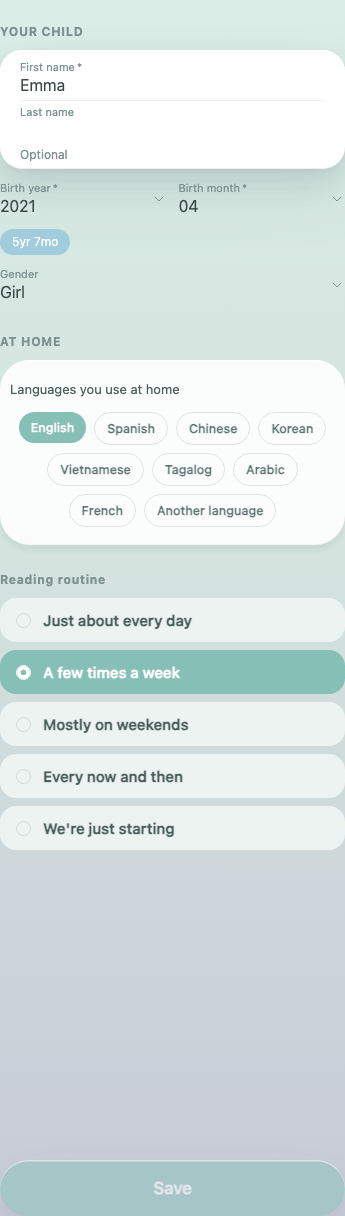 YOUR CHILD
First name *
Emma
Last name
Optional
Birth year * Birth month *
2021 04
5yr 7mo
Gender
Girl
AT HOME
Languages you use at home
English Spanish Chinese Korean
Vietnamese Tagalog Arabic
French Another language
Reading routine
Just about every day
A few times a week
Mostly on weekends
Every now and then
We're just starting
Save